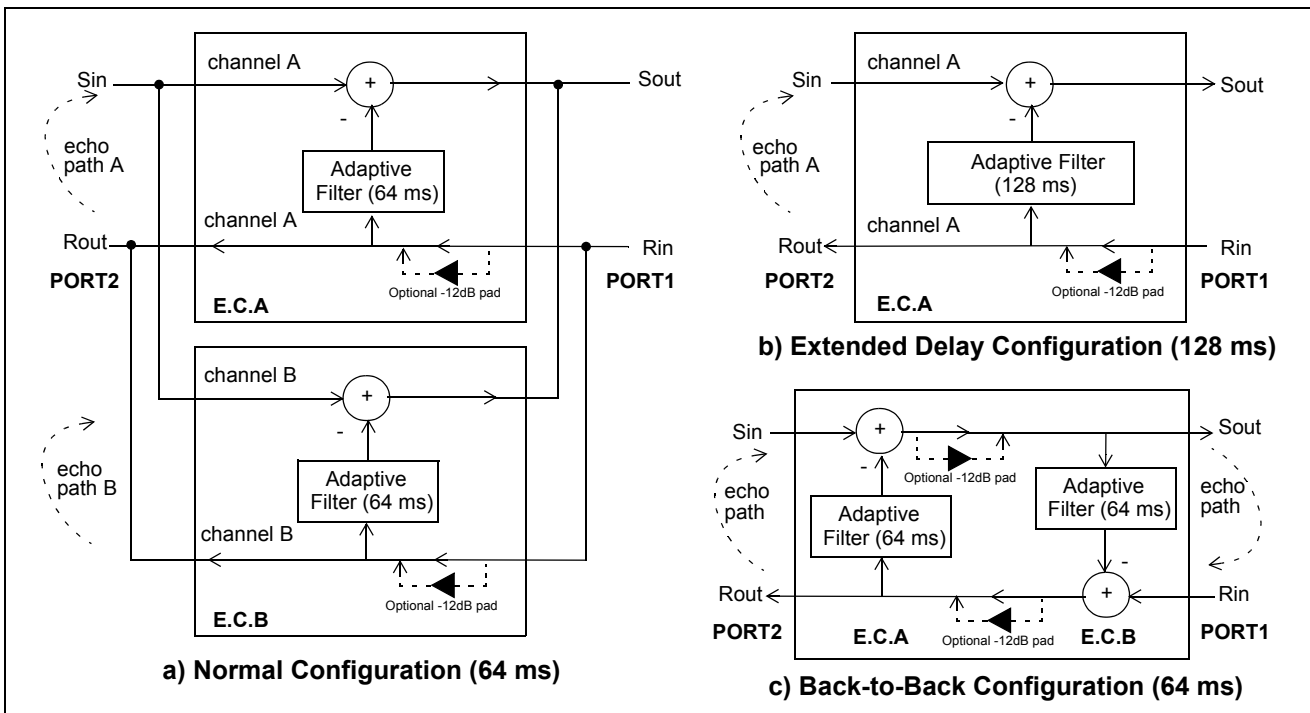 channel A
Sin
+
Sout
-
echo
path A
Adaptive
Filter (64 ms)
channel A
Rout
Rin
PORT2
PORT1
Optional -12dB pad
E.C.A
channel B
+
-
echo
path B
Adaptive
Filter (64 ms)
channel B
Optional -12dB pad
E.C.B
a) Normal Configuration (64 ms)
channel A
Sin
+
Sout
-
echo
path A
Adaptive Filter
(128 ms)
channel A
Rout
Rin
PORT2
PORT1
Optional -12dB pad
E.C.A
b) Extended Delay Configuration (128 ms)
Sin
+
Sout
-
Optional -12dB pad
echo
path
Adaptive
Filter (64 ms)
Adaptive
Filter (64 ms)
echo
path
-
Rout
+
Rin
Optional -12dB pad
PORT2
E.C.A
E.C.B
PORT1
c) Back-to-Back Configuration (64 ms)